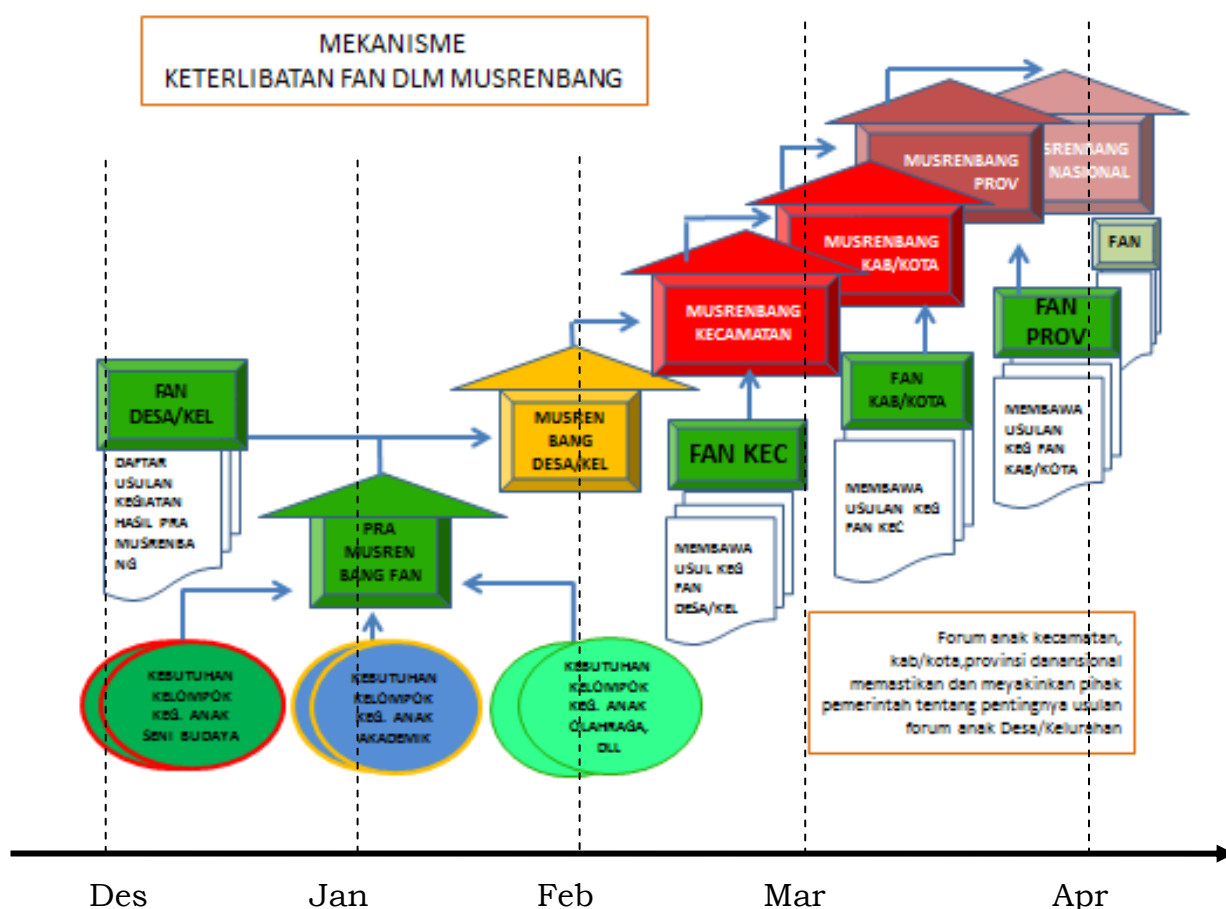 MEKANISME
KETERLIBATAN FAN DLM MUSRENBANG
SRENBANG
NASIONAL
MUSRENBANG
PROV
MUSRENBANG
KAB/KOTA
MUSRENBANG
KECAMATAN
FAN
FAN
PROV
FAN
KAB/KOTA
FAN KEC
MUSREN
BANG
DESA/KEL
FAN
DESA/KEL
DAFTAR
USULAN
KEGIATAN
HASIL PRA
MUSRENBA
NG
PRA
MUSREN
BANG FAN
MEMBAWA
USUL KEG
FAN
DESA/KEL
MEMBAWA
USULAN KEG
FAN KEC
MEMBAWA
USULAN
KEG FAN
KAB/KOTA
KEBUTUHAN
KELOMPOK
KEG. ANAK
SENI BUDAYA
KEBUTUHAN
KELOMPOK
KEG. ANAK
AKADEMIK
KEBUTUHAN
KELOMPOK
KEG. ANAK
OLAHRAGA,
DLL
Forum anak kecamatan,
kab/kota,provinsi danansional
memastikan dan meyakinkan pihak
pemerintah tentang pentingnya usulan
forum anak Desa/Kelurahan
Des Jan Feb Mar Apr